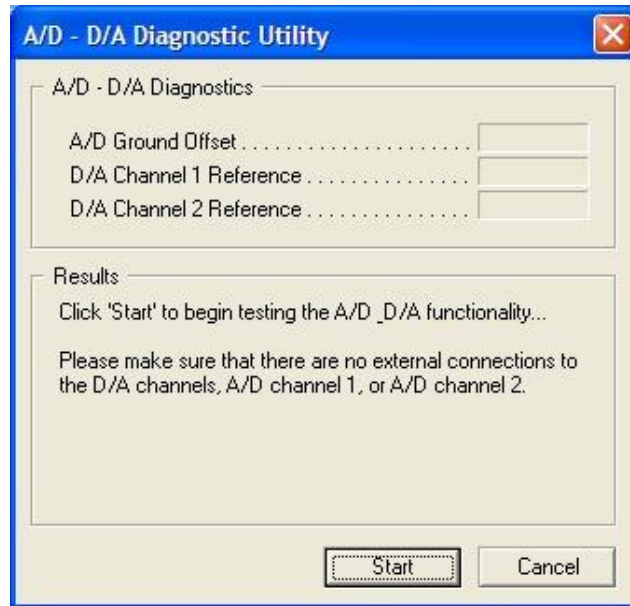 A/D - D/A Diagnostic Utility
A/D - D/A Diagnostics
A/D Ground Offset . . . . . . . . . . . . . . . . . . . . .
D/A Channel 1 Reference . . . . . . . . . . . . . . .
D/A Channel 2 Reference . . . . . . . . . . . . . . .
Results
Click 'Start' to begin testing the A/D _D/A functionality...
Please make sure that there are no external connections to
the D/A channels, A/D channel 1, or A/D channel 2.
Start Cancel